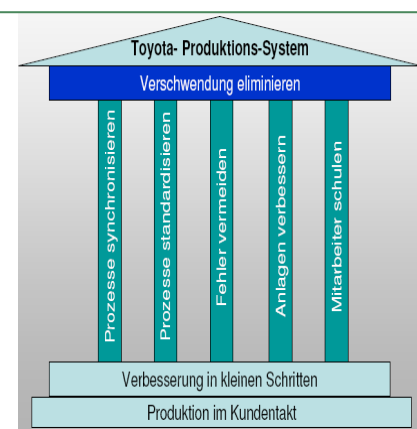 Toyota- Produktions-System
Verschwendung eliminieren
Prozesse synchronisieren
Prozesse standardisieren
Fehler vermeiden
Anlagen verbessern
Mitarbeiter schulen
Verbesserung in kleinen Schritten
Produktion im Kundentakt